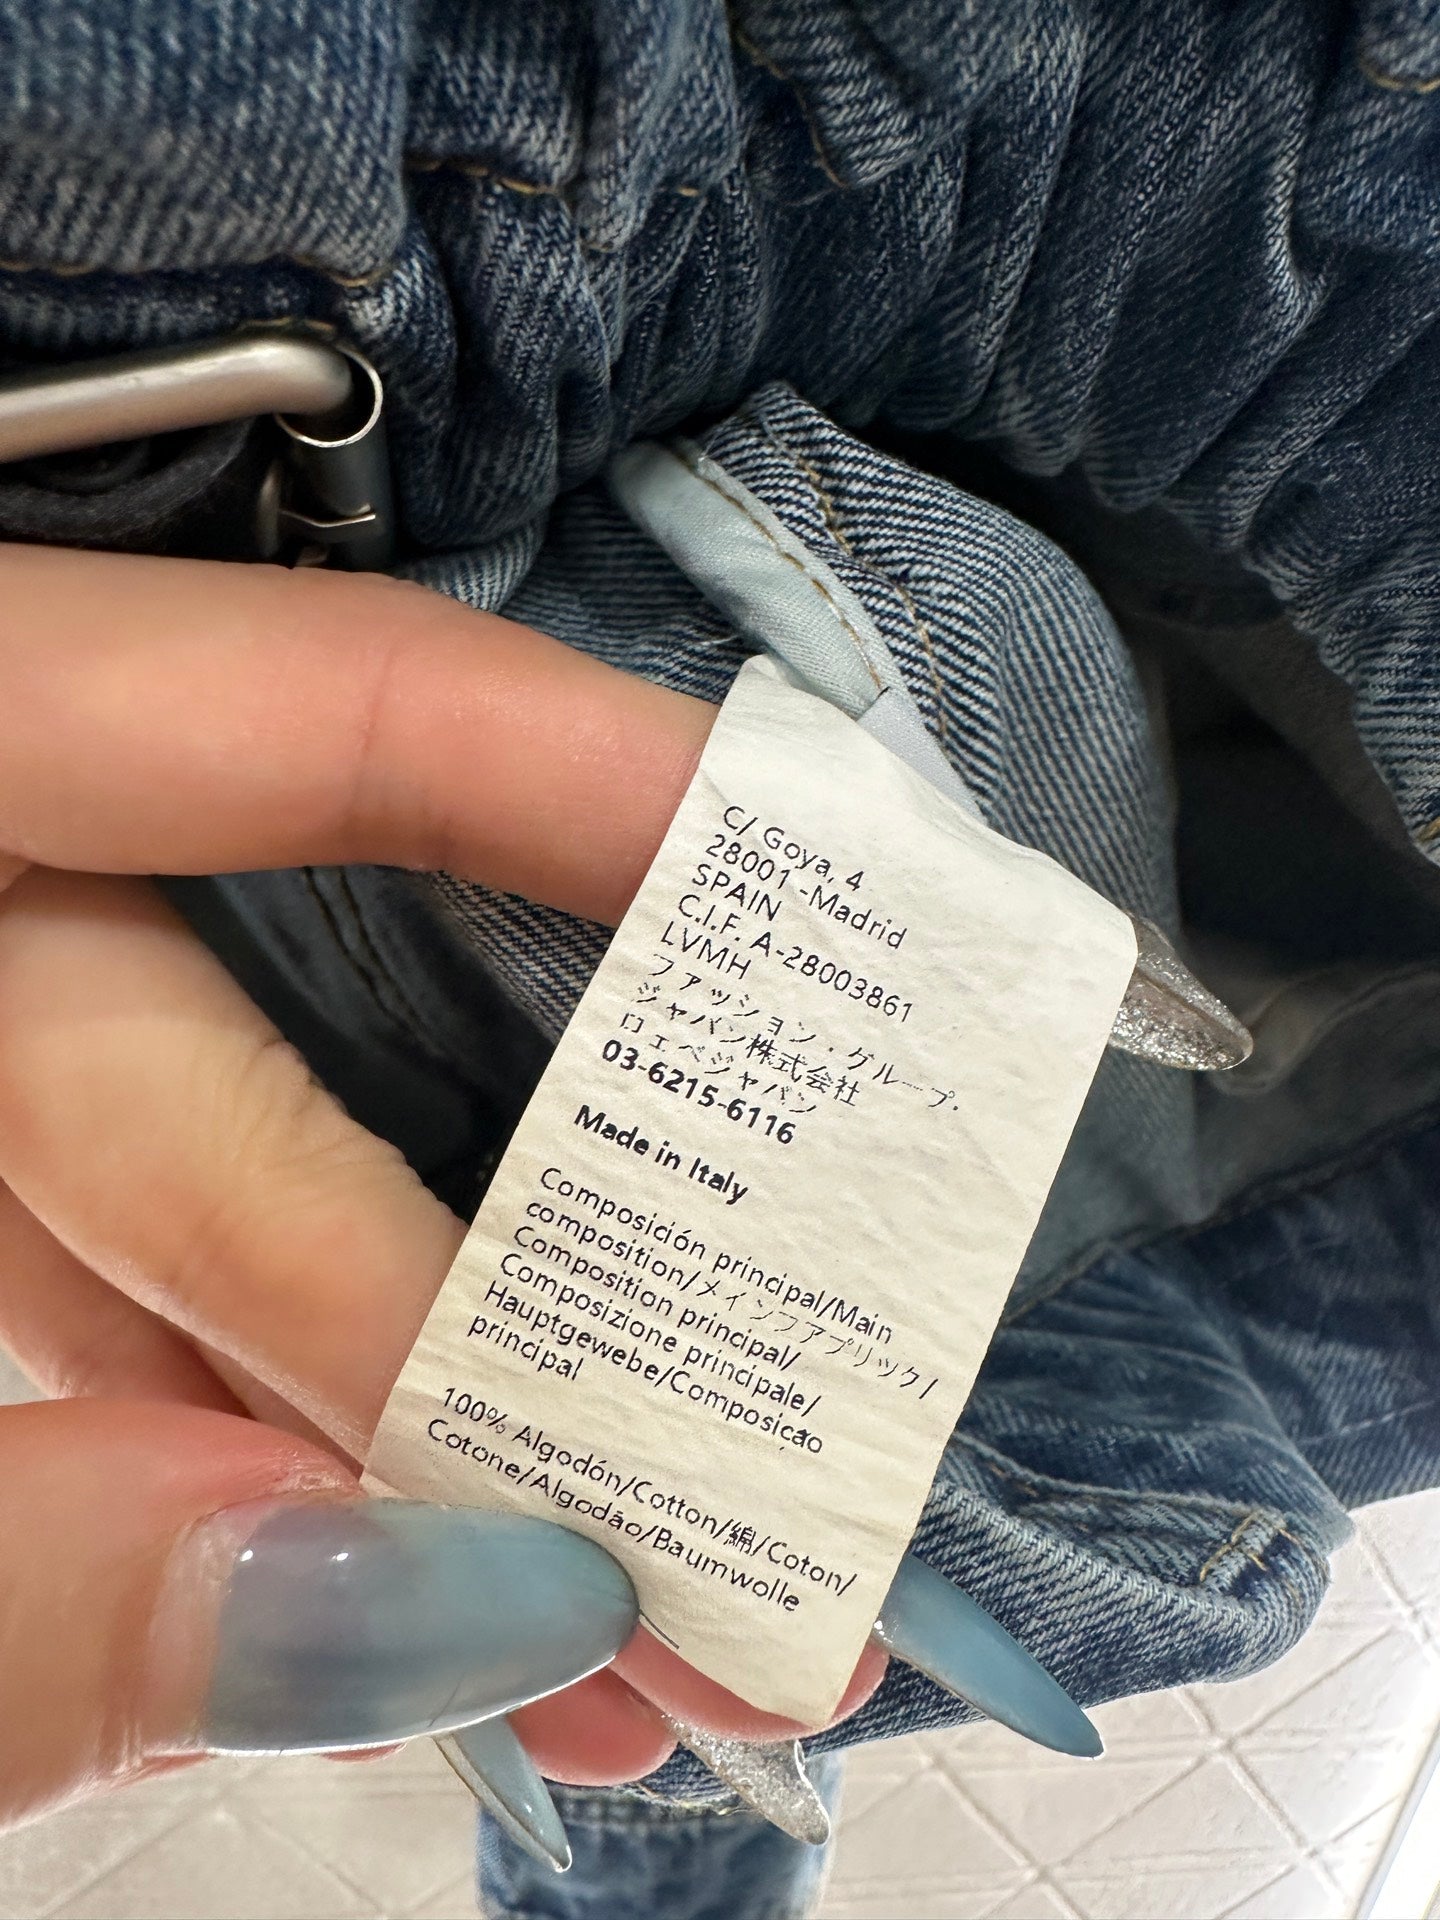 C/ Goya, 4
28001 -Madrid
SPAIN
C.I.F. A-28003861
LVMH
ファッション・グループ・
ジャパン株式会社
ロエベジャパン
03-6215-6116
Made in Italy
Composición principal/Main
composition/メインファブリック/
Composition principal/
Composizione principale/
Hauptgewebe/Composição
principal
100% Algodón/Cotton/綿/Coton/
Cotone/Algodão/Baumwolle